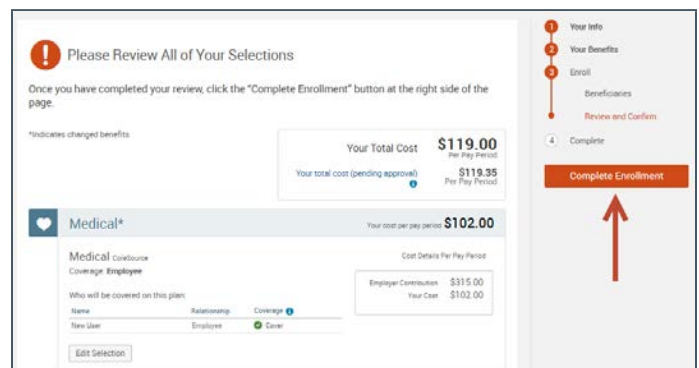 Please Review All of Your Selections
Once you have completed your review, click the "Complete Enrollment" button at the right side of the
page.
*Indicates changed benefits
Your Total Cost $119.00
Per Pay Period
Your total cost (pending approval) $119.35
Per Pay Period
Medical*
Your cost per pay period $102.00
Medical CoreSource
Cost Details Per Pay Period
Coverage: Employee
Employer Contribution $315.00
Your Cost $102.00
Who will be covered on this plan:
Name Relationship Coverage
New User Employee Cover
Edit Selection
1 Your Info
2 Your Benefits
3 Enroll
Beneficiaries
Review and Confirm
4 Complete
Complete Enrollment